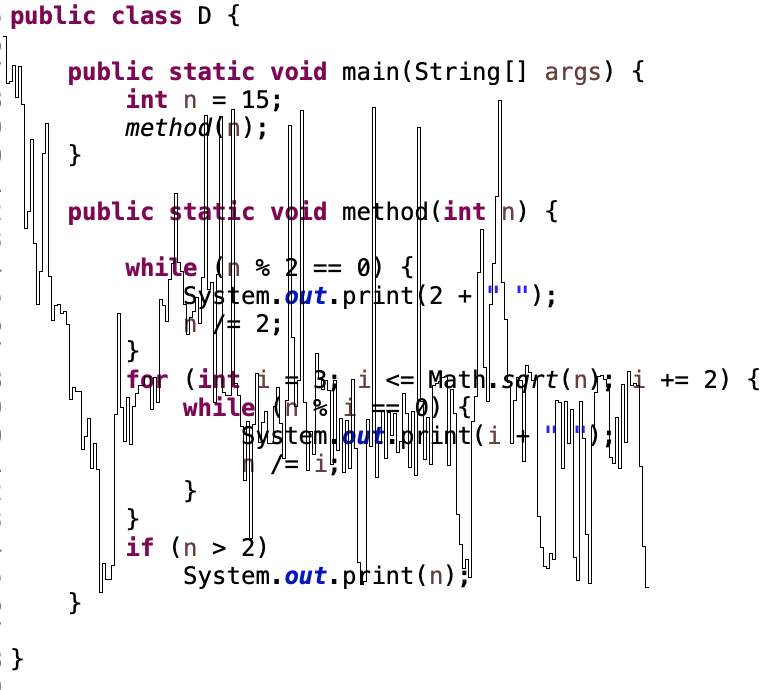 public class D {
public static void main(String[] args) {
int n = 15;
method(n);
}
public static void method(int n) {
while (n % 2 == 0) {
System.out.print(2 + " ");
n /= 2;
}
for (int i = 3; i <= Math.sqrt(n); i += 2) {
while (n % i == 0) {
System.out.print(i + " ");
n /= i;
}
}
if (n > 2)
System.out.print(n);
}
}